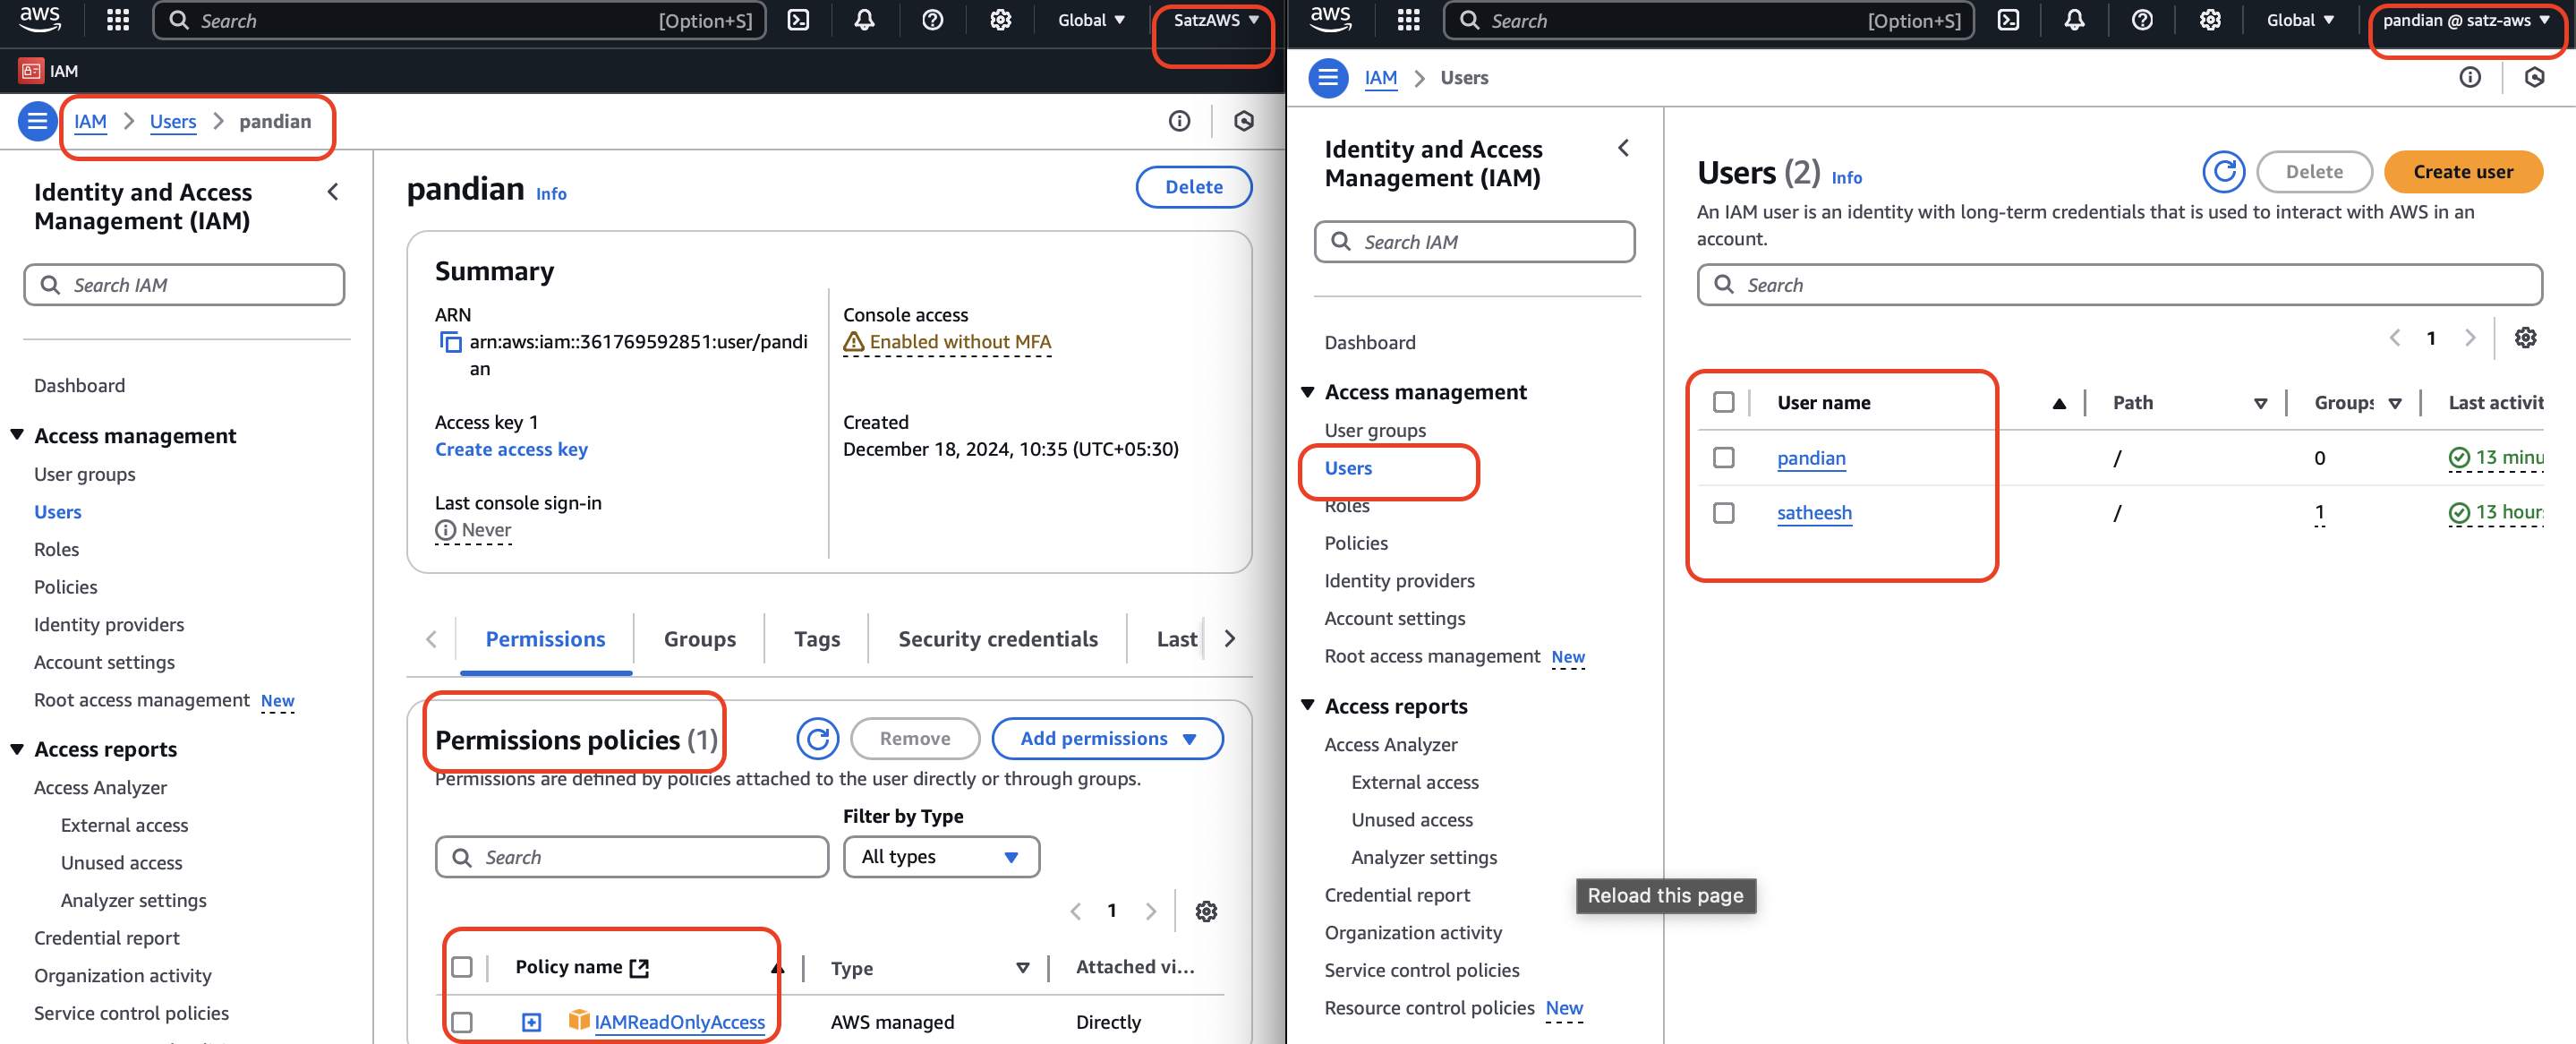 aws
Search
[Option+S]
Global
SatzAWS
IAM
IAM
Users
pandian
Identity and Access
Management (IAM)
Search IAM
Dashboard
Access management
User groups
Users
Roles
Policies
Identity providers
Account settings
Root access management New
Access reports
Access Analyzer
External access
Unused access
Analyzer settings
Credential report
Organization activity
Service control policies
pandian Info
Delete
Summary
ARN
arn:aws:iam::361769592851:user/pandi
an
Console access
Enabled without MFA
Access key 1
Create access key
Created
December 18, 2024, 10:35 (UTC+05:30)
Last console sign-in
Never
Permissions
Groups
Tags
Security credentials
Last
Permissions policies (1)
Remove
Add permissions
Permissions are defined by policies attached to the user directly or through groups.
Filter by Type
Search
All types
1
Policy name
Type
Attached vi...
IAMReadOnlyAccess
AWS managed
Directly
aws
Search
[Option+S]
Global
pandian @ satz-aws
IAM
Users
Identity and Access
Management (IAM)
Search IAM
Dashboard
Access management
User groups
Users
Roles
Policies
Identity providers
Account settings
Root access management New
Access reports
Access Analyzer
External access
Unused access
Analyzer settings
Credential report
Organization activity
Service control policies
Resource control policies New
Reload this page
Users (2) Info
Delete
Create user
An IAM user is an identity with long-term credentials that is used to interact with AWS in an
account.
Search
1
User name
Path
Groups
Last activit
pandian
/
0
13 minu
satheesh
/
1
13 hour